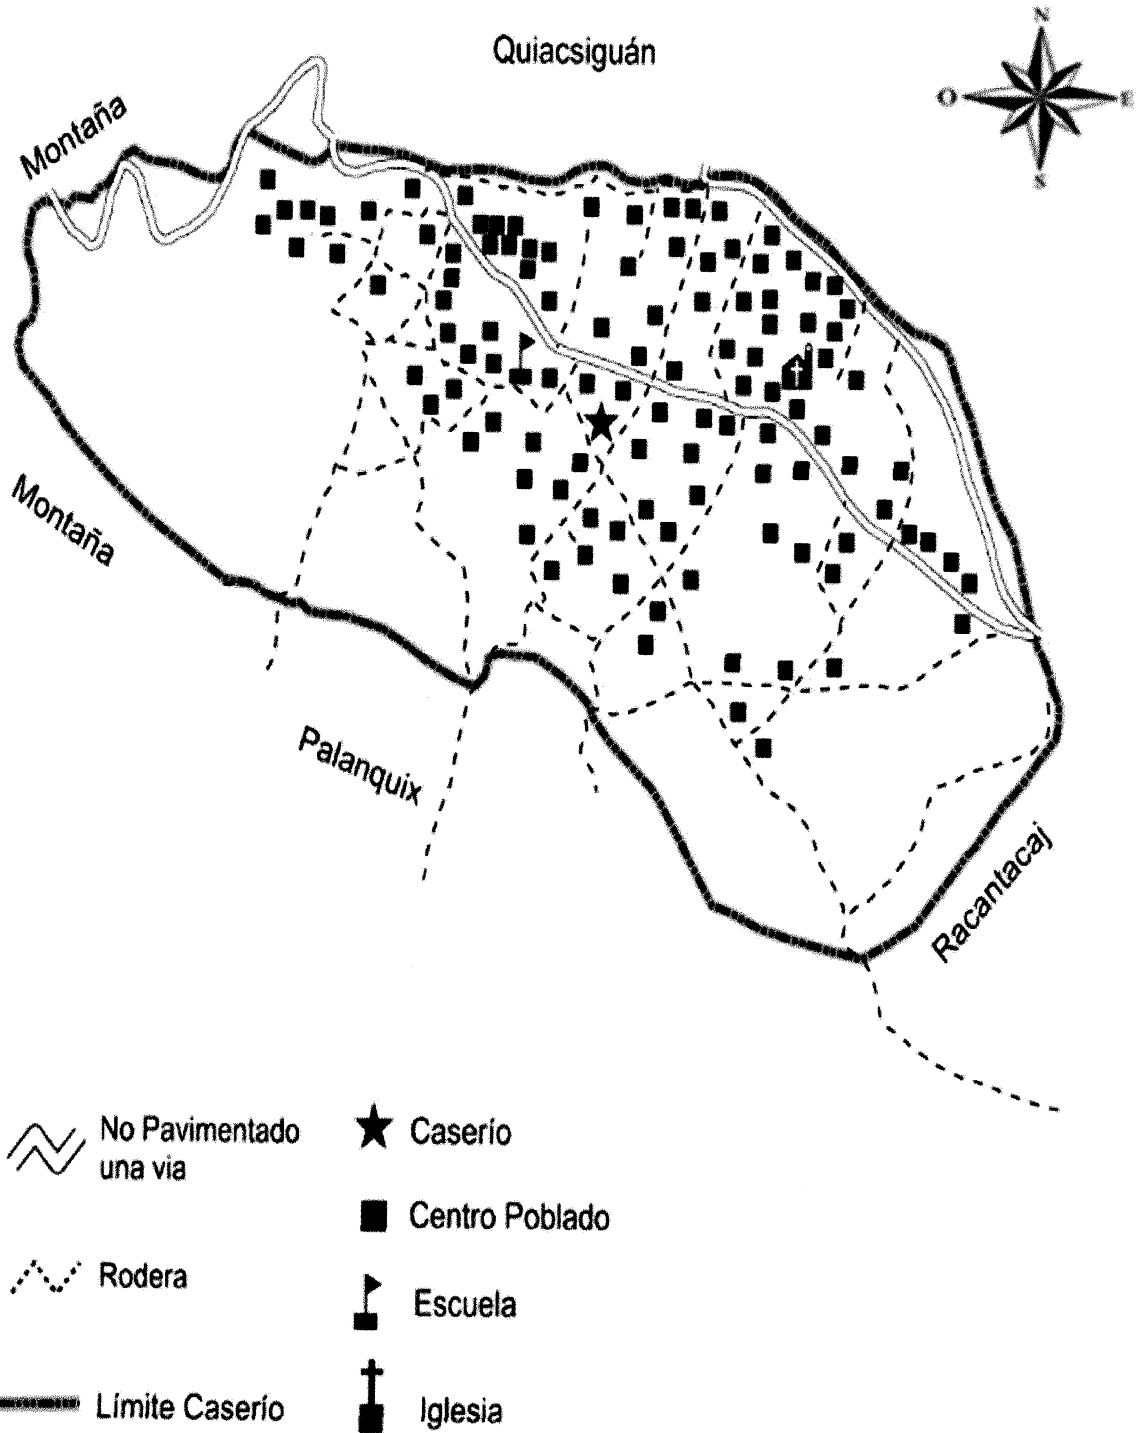 N
Quiacsiguán
O
E
S
Montaña
Montaña
Palanquix
Racantacaj
No Pavimentado
una via
Caserío
Centro Poblado
Rodera
Escuela
Límite Caserío
Iglesia